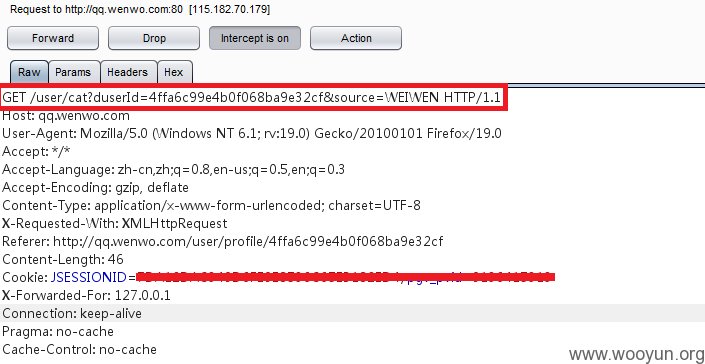 Request to http://qq.wenwo.com:80 [115.182.70.179]
Forward Drop Intercept is on Action
Raw Params Headers Hex
GET /user/cat?duserId=4ffa6c99e4b0f068ba9e32cf&source=WEIWEN HTTP/1.1
Host: qq.wenwo.com
User-Agent: Mozilla/5.0 (Windows NT 6.1; rv:19.0) Gecko/20100101 Firefox/19.0
Accept: */*
Accept-Language: zh-cn,zh;q=0.8,en-us;q=0.5,en;q=0.3
Accept-Encoding: gzip, deflate
Content-Type: application/x-www-form-urlencoded; charset=UTF-8
X-Requested-With: XMLHttpRequest
Referer: http://qq.wenwo.com/user/profile/4ffa6c99e4b0f068ba9e32cf
Content-Length: 46
Cookie: JSESSIONID=
X-Forwarded-For: 127.0.0.1
Connection: keep-alive
Pragma: no-cache
Cache-Control: no-cache
www.wooyun.org